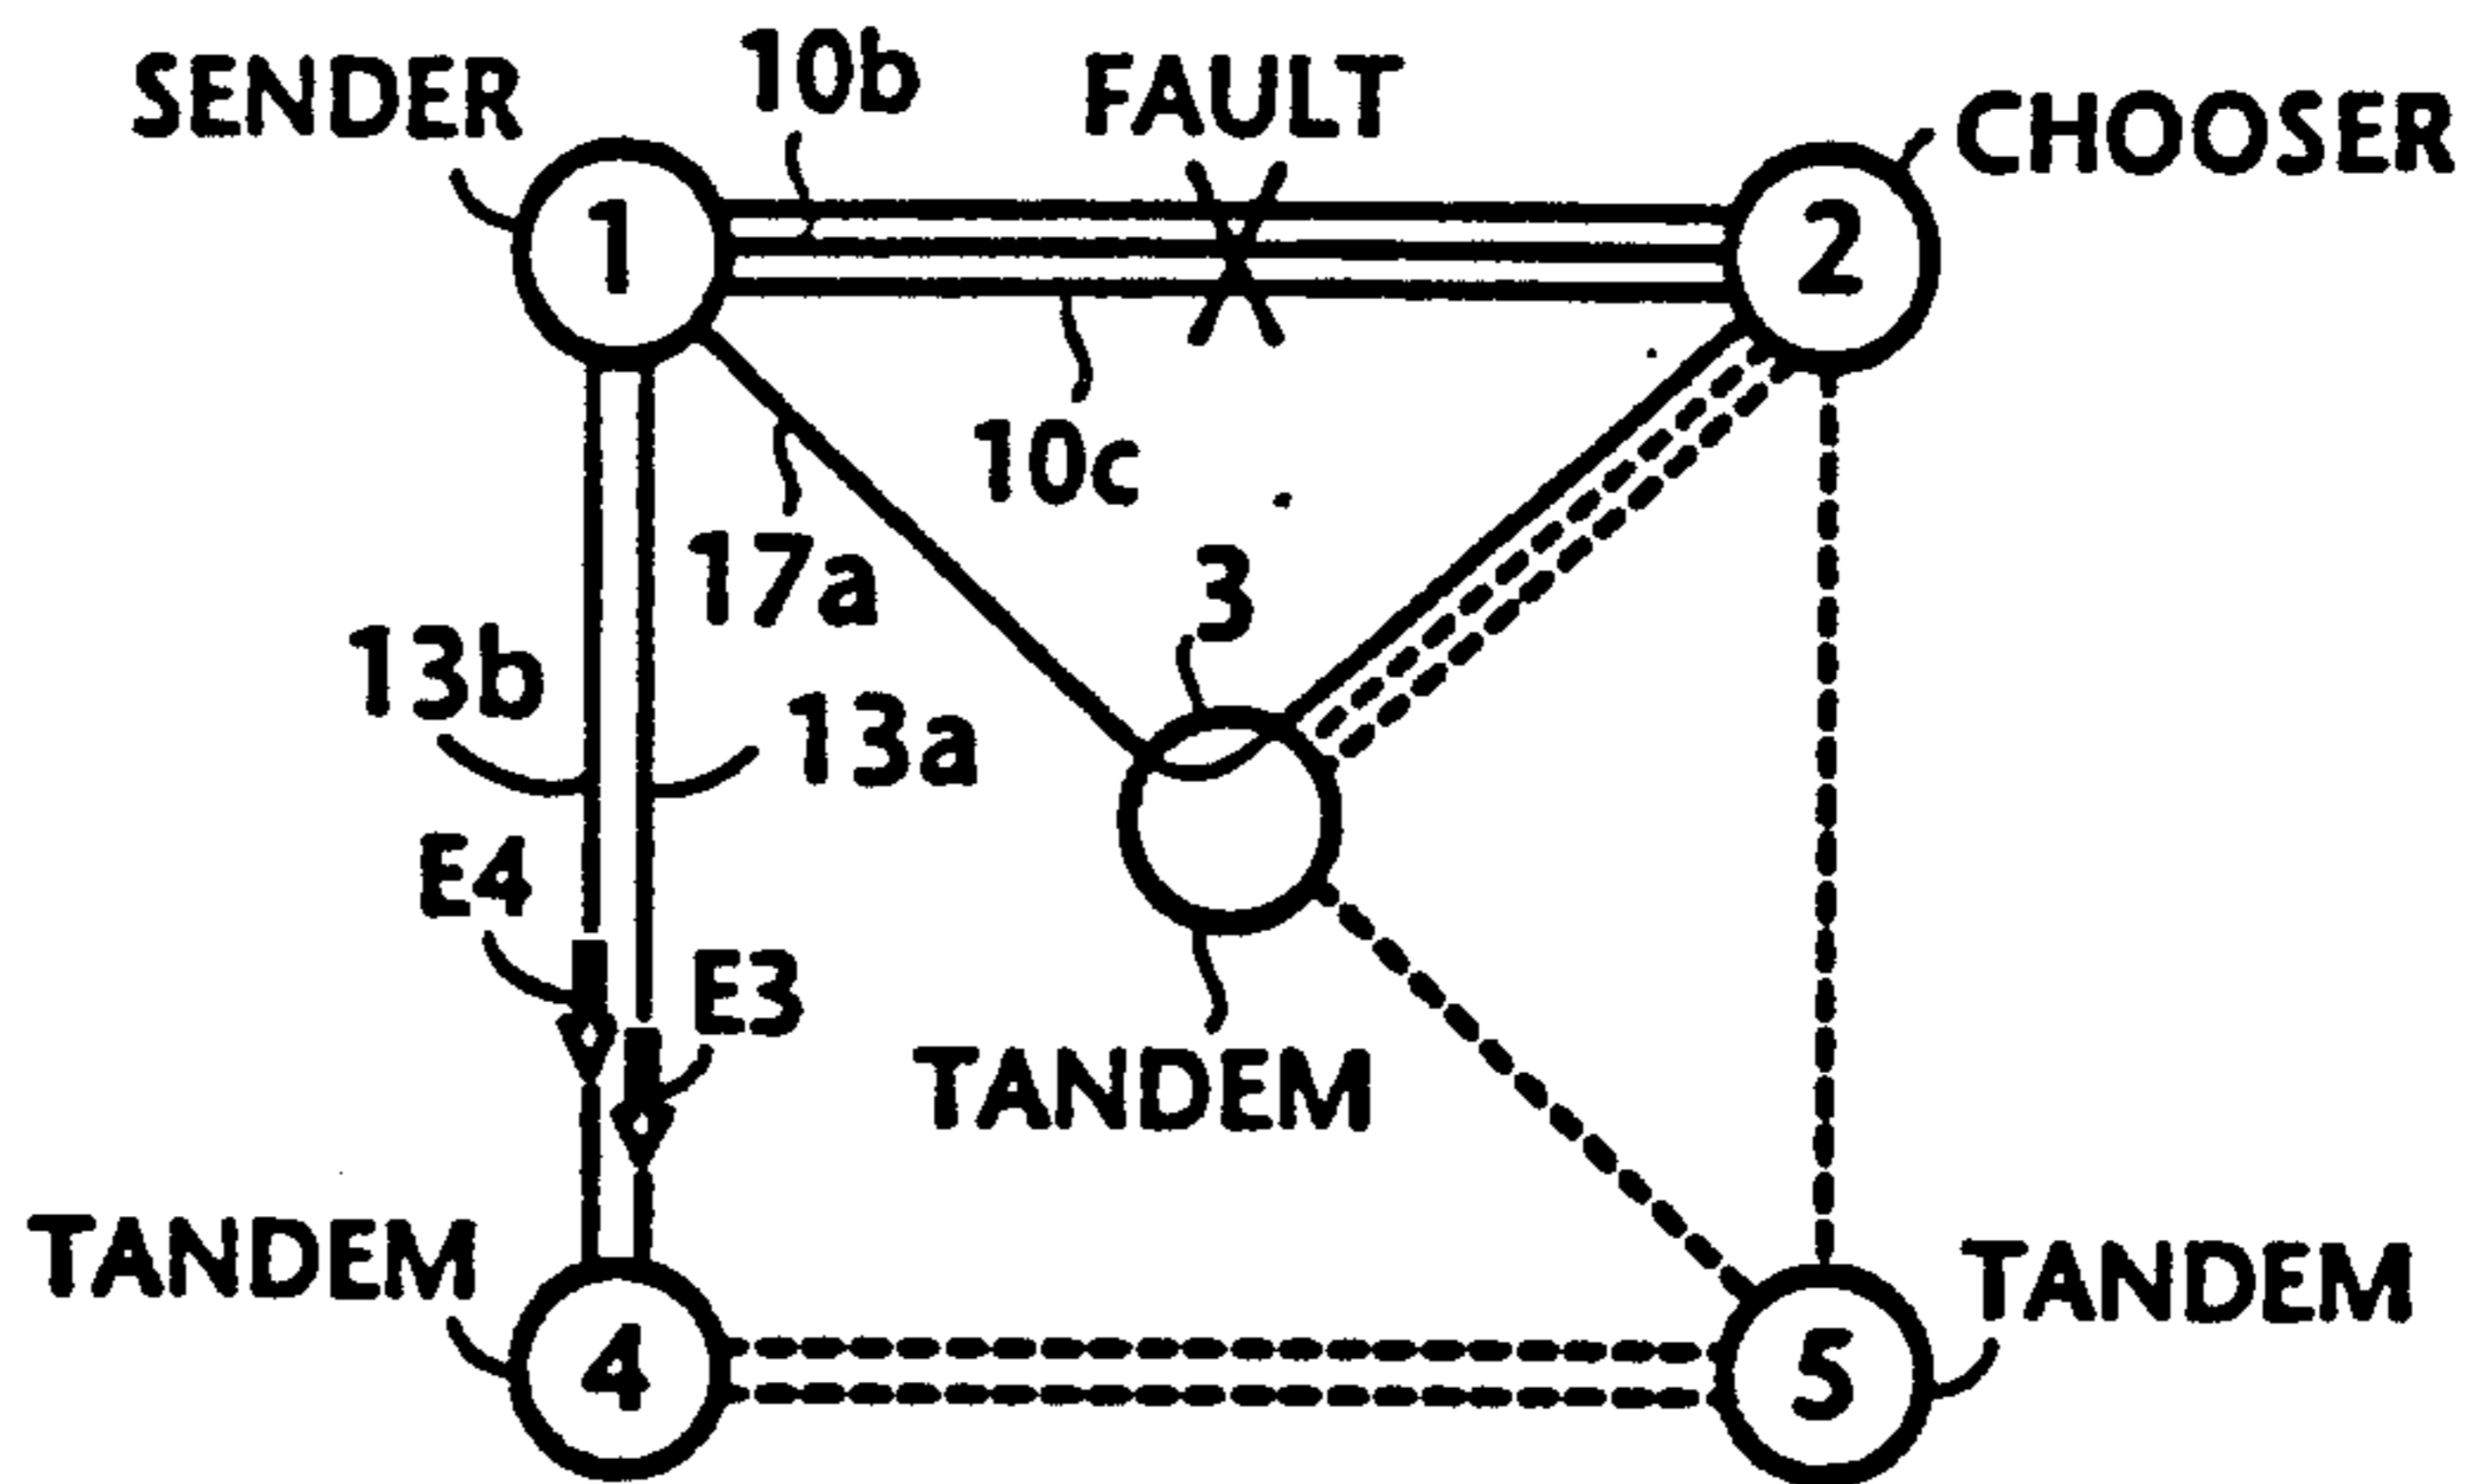 SENDER
10b
FAULT
CHOOSER
1
2
10c
17a
3
13b
13a
E4
E3
TANDEM
TANDEM
TANDEM
4
5